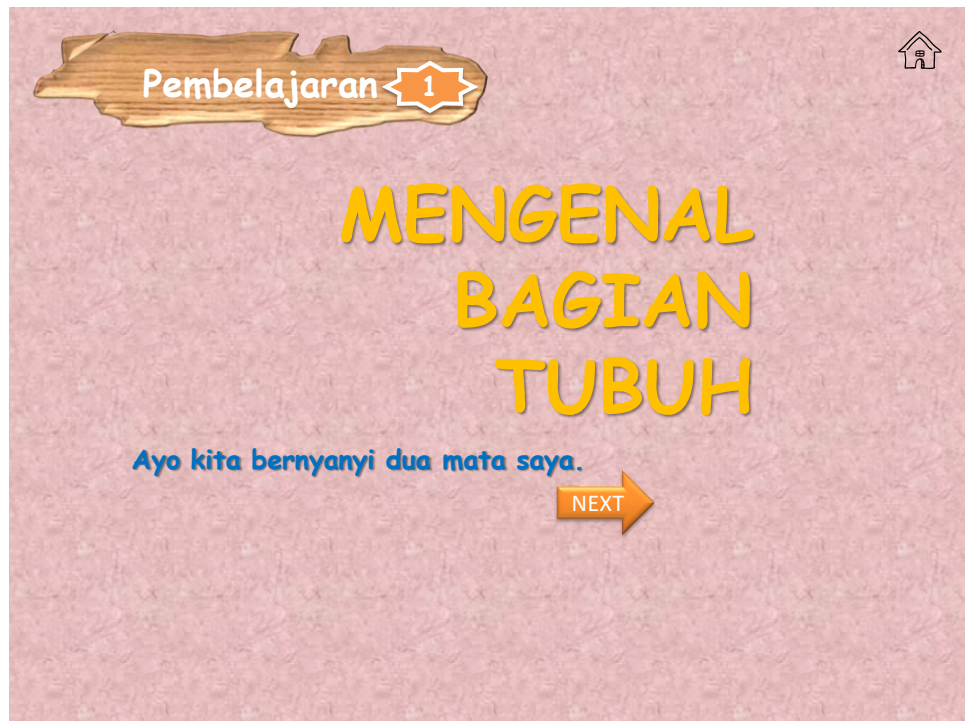 Pembelajaran 1
MENGENAL
BAGIAN
TUBUH
Ayo kita bernyanyi dua mata saya.
NEXT